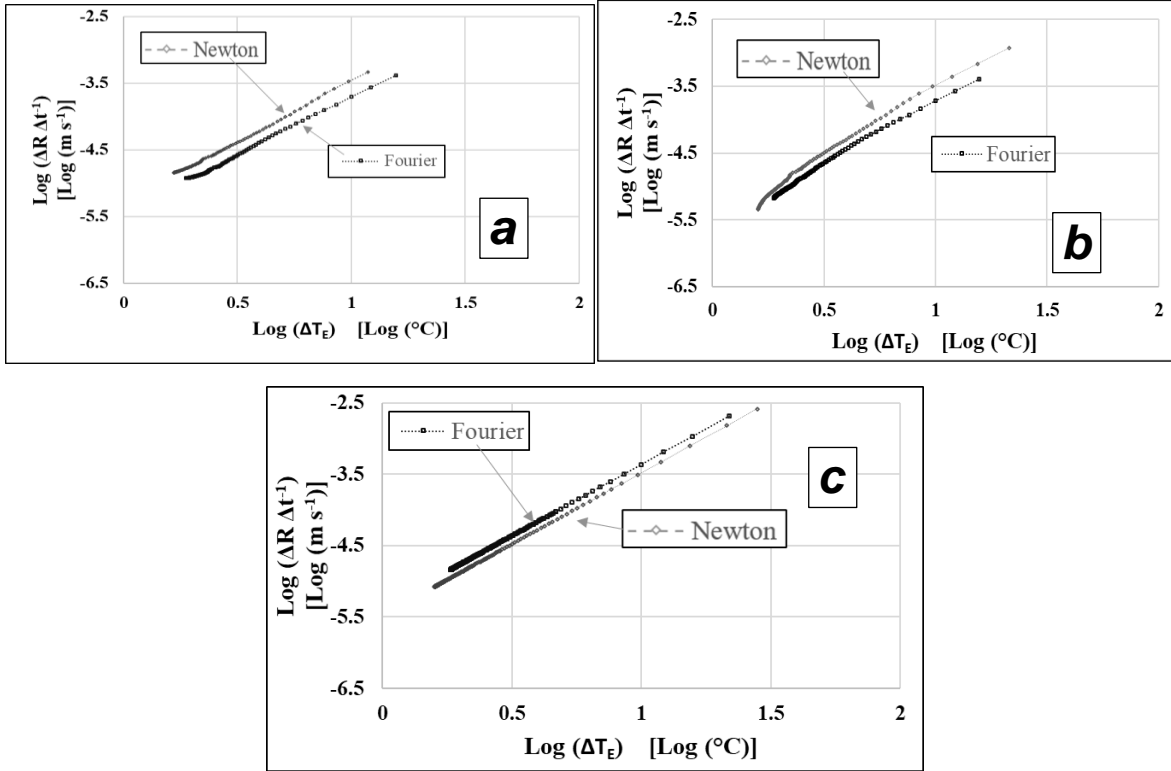 a
-2.5
-3.5
-4.5
-5.5
-6.5
Log (ΔR Δt⁻¹)
[Log (m s⁻¹)]
Newton
Fourier
a
0
0.5
1
1.5
2
Log (ΔT_E) [Log (°C)]
b
-2.5
-3.5
-4.5
-5.5
-6.5
Log (ΔR Δt⁻¹)
[Log (m s⁻¹)]
Newton
Fourier
b
0
0.5
1
1.5
2
Log (ΔT_E) [Log (°C)]
-2.5
-3.5
-4.5
-5.5
-6.5
Log (ΔR Δt⁻¹)
[Log (m s⁻¹)]
Fourier
c
Newton
0
0.5
1
1.5
2
Log (ΔT_E) [Log (°C)]